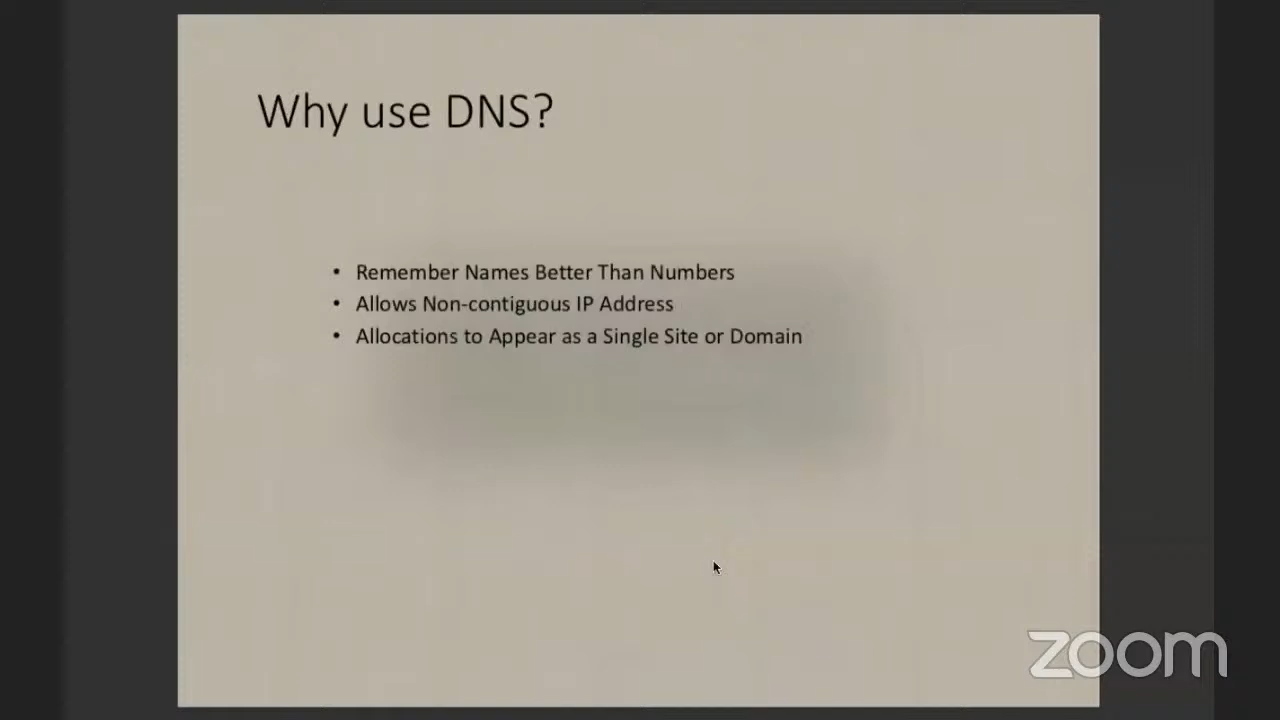 Why use DNS?
• Remember Names Better Than Numbers
• Allows Non-contiguous IP Address
• Allocations to Appear as a Single Site or Domain
zoom